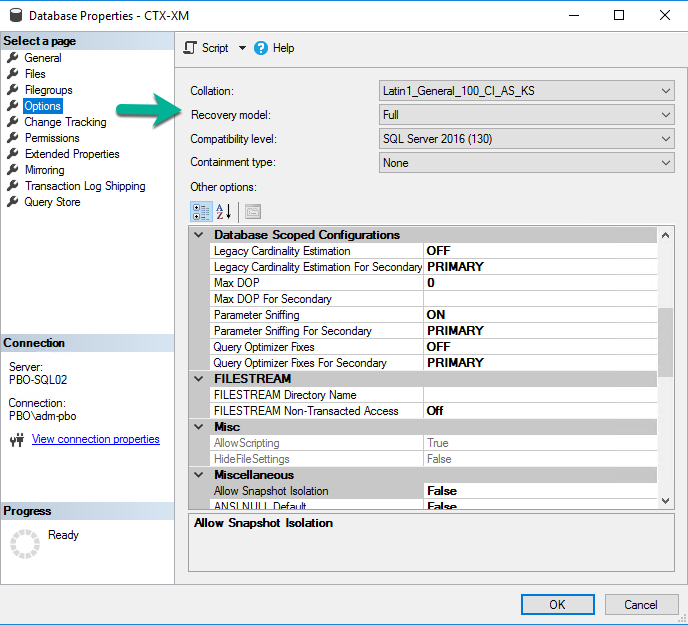 Database Properties - CTX-XM
Select a page
General
Files
Filegroups
Options
Change Tracking
Permissions
Extended Properties
Mirroring
Transaction Log Shipping
Query Store
Script
Help
Collation: Latin1_General_100_CI_AS_KS
Recovery model: Full
Compatibility level: SQL Server 2016 (130)
Containment type: None
Other options:
Database Scoped Configurations
Legacy Cardinality Estimation OFF
Legacy Cardinality Estimation For Secondary PRIMARY
Max DOP 0
Max DOP For Secondary
Parameter Sniffing ON
Parameter Sniffing For Secondary PRIMARY
Query Optimizer Fixes OFF
Query Optimizer Fixes For Secondary PRIMARY
FILESTREAM
FILESTREAM Directory Name
FILESTREAM Non-Transacted Access Off
Misc
AllowScripting True
HideFileSettings False
Miscellaneous
Allow Snapshot Isolation False
ANSI NULL Default False
Allow Snapshot Isolation
Connection
Server:
PBO-SQL02
Connection:
PBO\adm-pbo
View connection properties
Progress
Ready
OK
Cancel